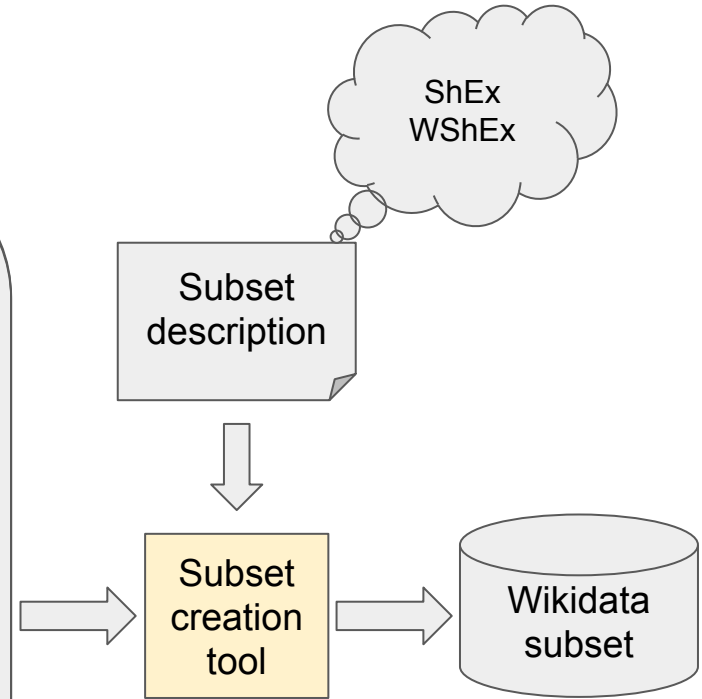 ShEx
WShEx
Subset
description
Subset
creation
tool
Wikidata
subset